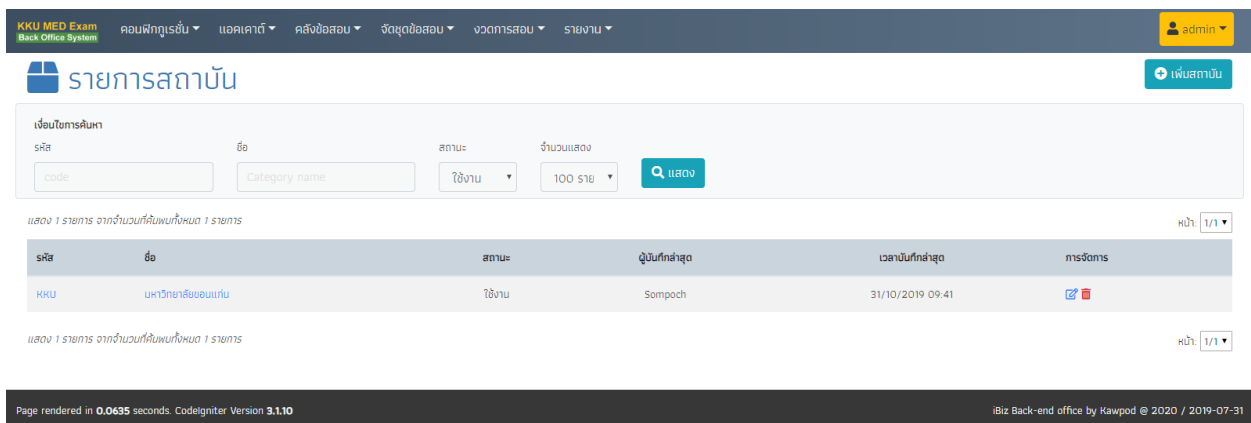 KKU MED Exam
Back Office System
คอนฟิกกูเรชั่น แอคเคาต์ คลังข้อสอบ จัดชุดข้อสอบ งวดการสอบ รายงาน admin
รายการสถาบัน เพิ่มสถาบัน
เงื่อนไขการค้นหา
รหัส ชื่อ สถานะ จำนวนแสดง
code Category name ใช้งาน 100 ราย แสดง
แสดง 1 รายการ จากจำนวนที่ค้นพบทั้งหมด 1 รายการ หน้า: 1/1
รหัส ชื่อ สถานะ ผู้บันทึกล่าสุด เวลาบันทึกล่าสุด การจัดการ
KKU มหาวิทยาลัยขอนแก่น ใช้งาน Sompoch 31/10/2019 09:41
แสดง 1 รายการ จากจำนวนที่ค้นพบทั้งหมด 1 รายการ หน้า: 1/1
Page rendered in 0.0635 seconds. CodeIgniter Version 3.1.10 iBiz Back-end office by Kawpod @ 2020 / 2019-07-31